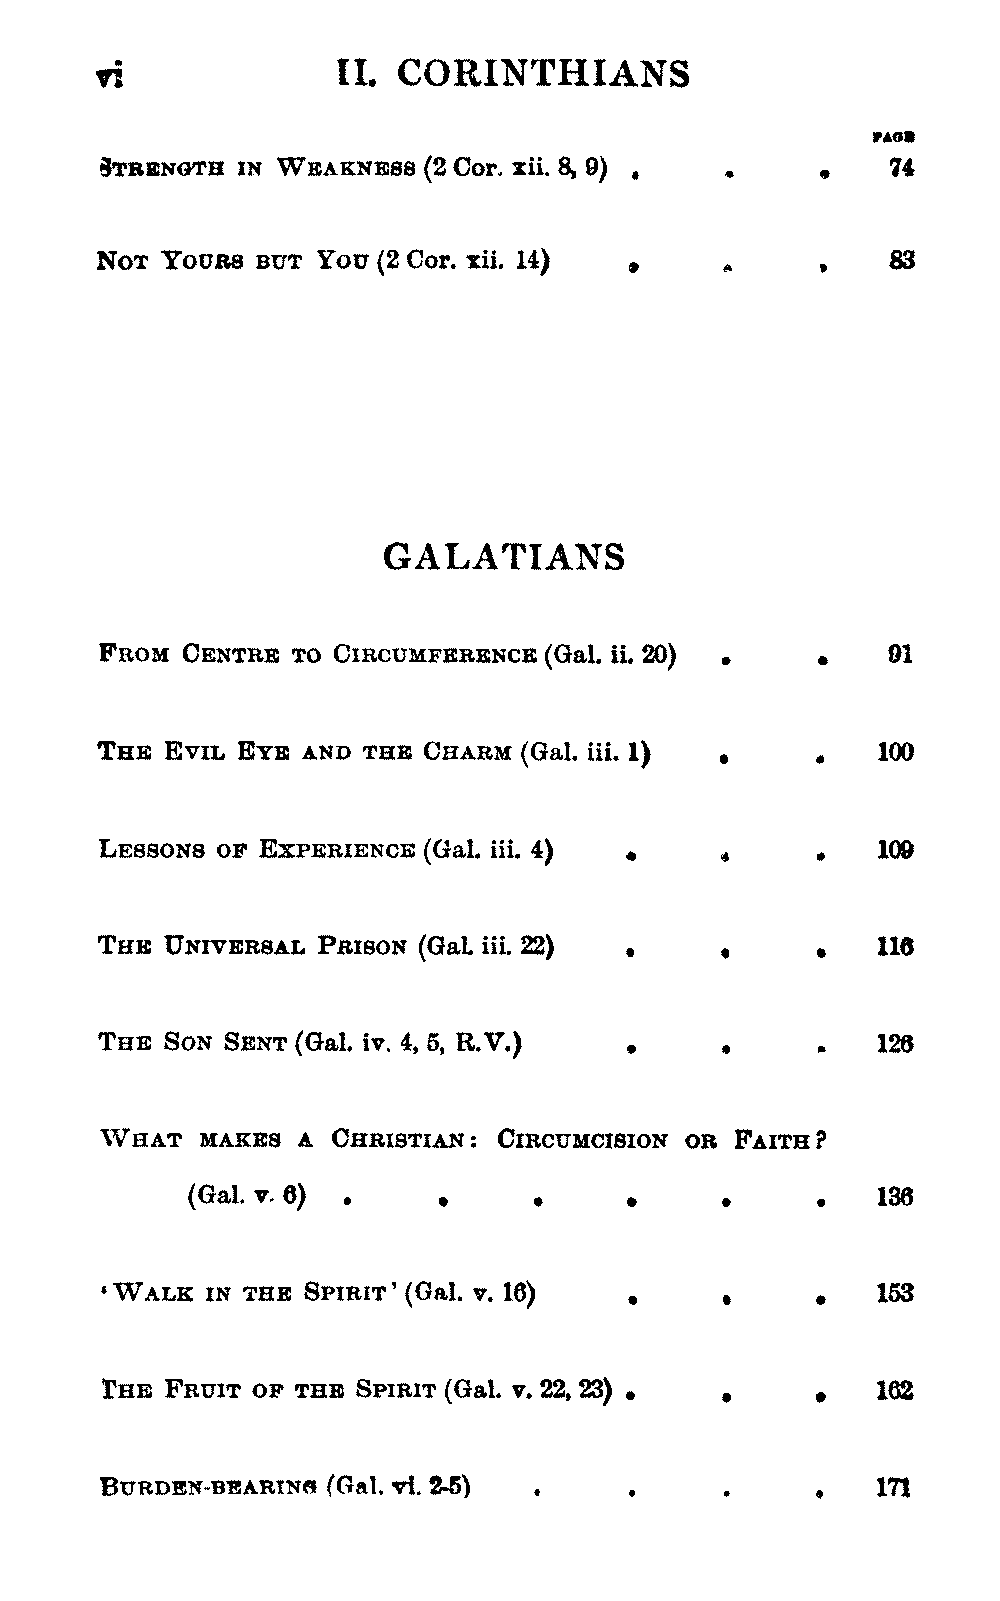 vi II. CORINTHIANS
PAGE
STRENGTH IN WEAKNESS (2 Cor. xii. 8, 9) . . . 74
NOT YOURS BUT YOU (2 Cor. xii. 14) . . . 83
GALATIANS
FROM CENTRE TO CIRCUMFERENCE (Gal. ii. 20) . . 91
THE EVIL EYE AND THE CHARM (Gal. iii. 1) . . 100
LESSONS OF EXPERIENCE (Gal. iii. 4) . . . 109
THE UNIVERSAL PRISON (Gal. iii. 22) . . . 116
THE SON SENT (Gal. iv. 4, 5, R.V.) . . . 126
WHAT MAKES A CHRISTIAN: CIRCUMCISION OR FAITH?
(Gal. v. 6) . . . . . . 136
‘WALK IN THE SPIRIT’ (Gal. v. 16) . . . 153
THE FRUIT OF THE SPIRIT (Gal. v. 22, 23) . . . 162
BURDEN-BEARING (Gal. vi. 2-5) . . . . 171